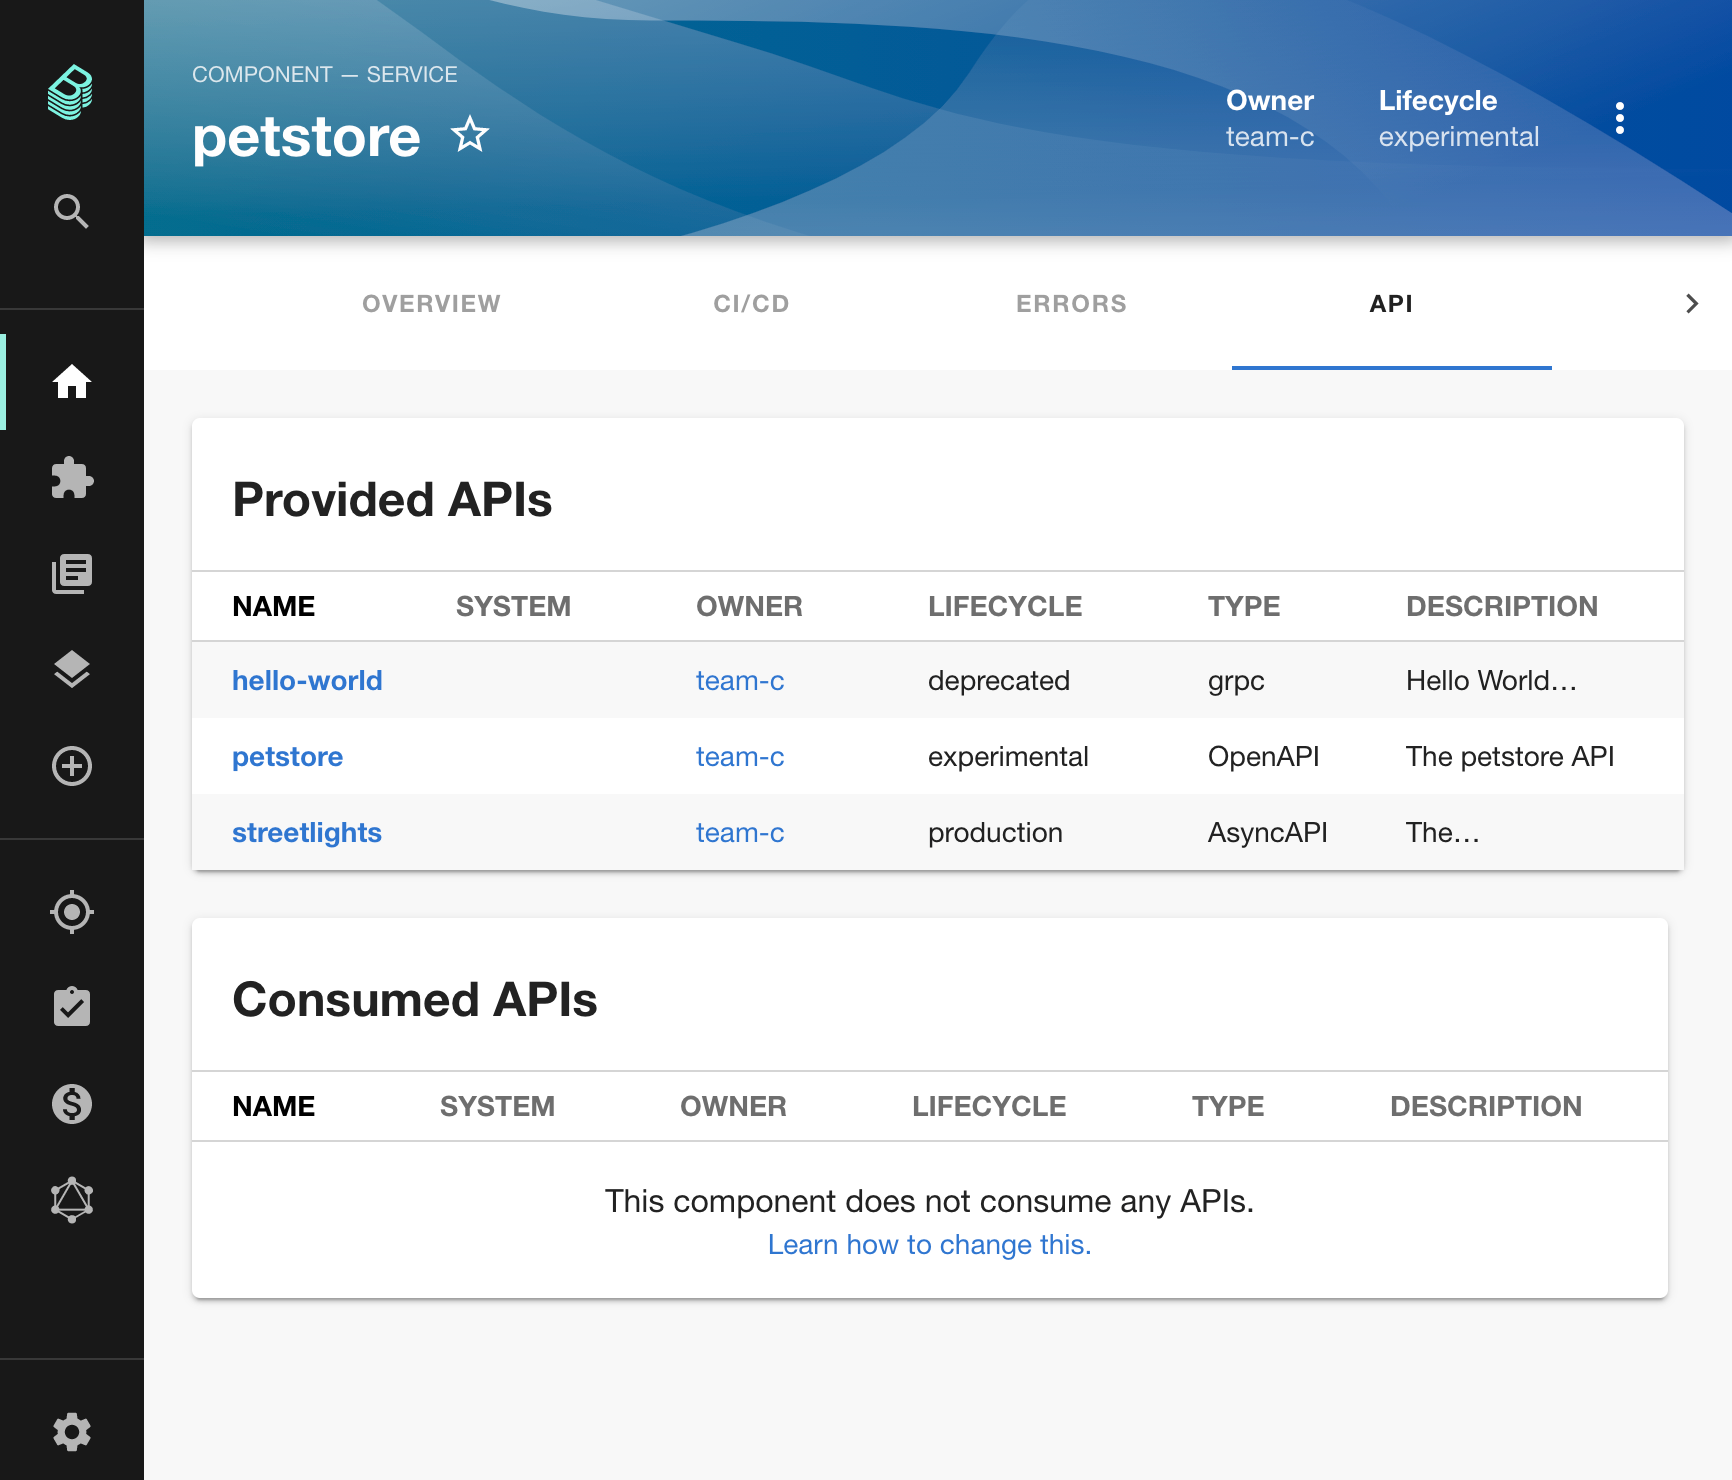 COMPONENT — SERVICE
petstore
Owner
team-c
Lifecycle
experimental
OVERVIEW CI/CD ERRORS API
Provided APIs
NAME SYSTEM OWNER LIFECYCLE TYPE DESCRIPTION
hello-world team-c deprecated grpc Hello World…
petstore team-c experimental OpenAPI The petstore API
streetlights team-c production AsyncAPI The…
Consumed APIs
NAME SYSTEM OWNER LIFECYCLE TYPE DESCRIPTION
This component does not consume any APIs.
Learn how to change this.